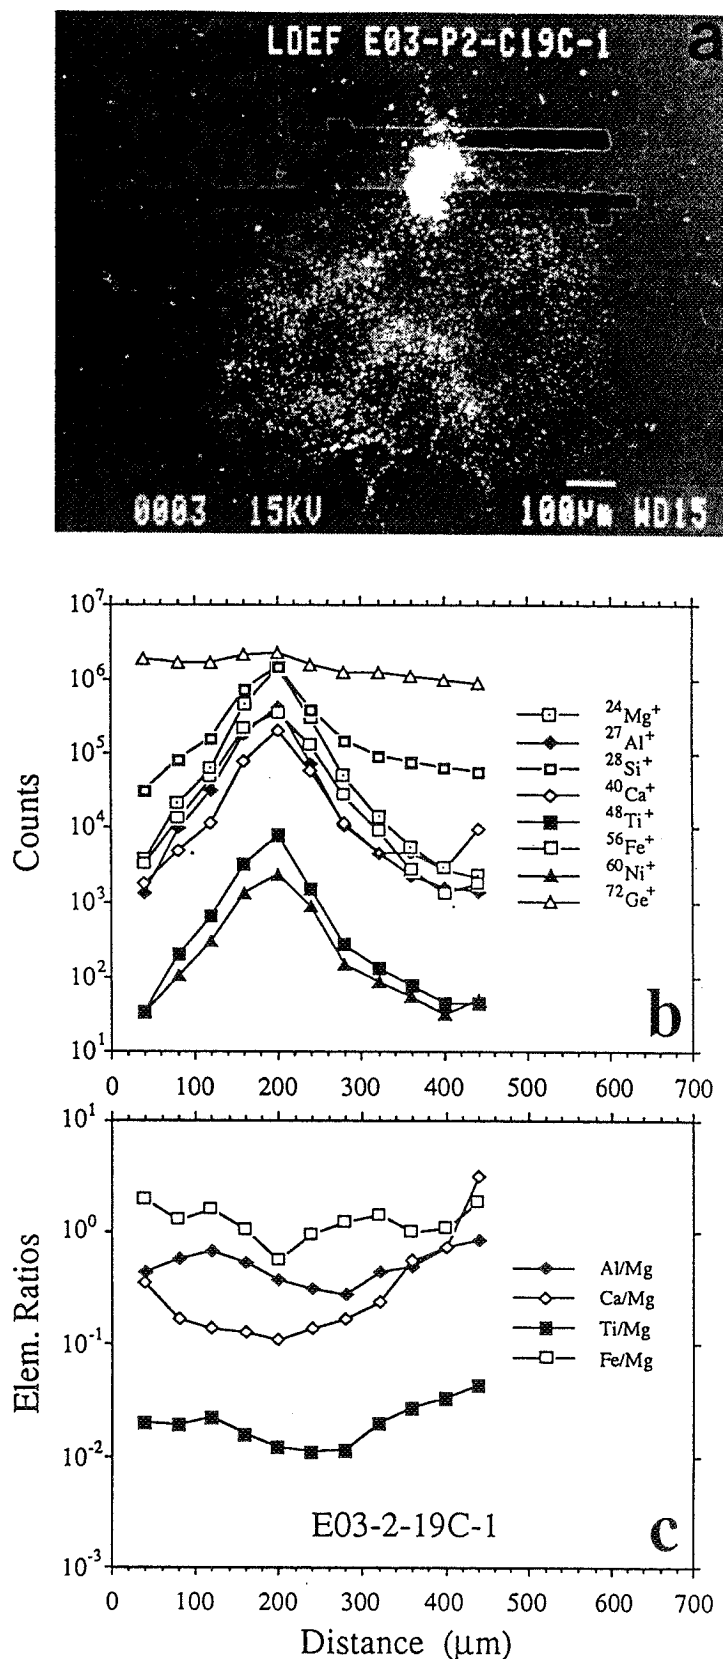 LDEF E03-P2-C19C-1
a
0003 15KV 100µm WD15
10^7
10^6
10^5
10^4
10^3
10^2
10^1
Counts
24Mg+
27Al+
28Si+
40Ca+
48Ti+
56Fe+
60Ni+
72Ge+
b
0 100 200 300 400 500 600 700
10^1
10^0
10^-1
10^-2
10^-3
Elem. Ratios
Al/Mg
Ca/Mg
Ti/Mg
Fe/Mg
E03-2-19C-1
c
0 100 200 300 400 500 600 700
Distance (µm)